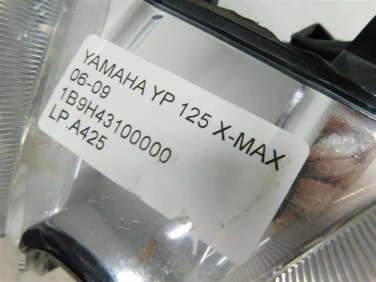 YAMAHA YP 125 X-MAX
06-09
1B9H43100000
LP.A425